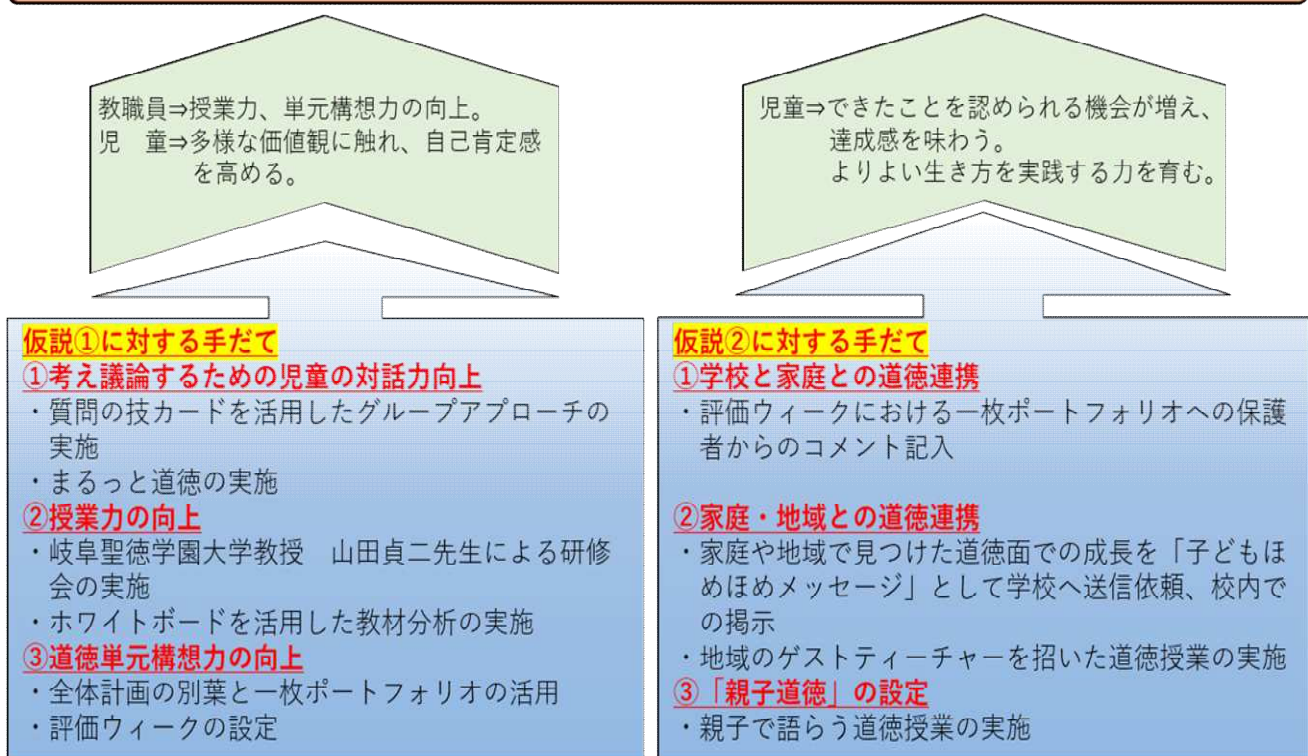 教職員⇒授業力、単元構想力の向上。
児　童⇒多様な価値観に触れ、自己肯定感
を高める。
児童⇒できたことを認められる機会が増え、
達成感を味わう。
よりよい生き方を実践する力を育む。
仮説①に対する手だて
①考え議論するための児童の対話力向上
・質問の技カードを活用したグループアプローチの
実施
・まるっと道徳の実施
②授業力の向上
・岐阜聖徳学園大学教授　山田貞二先生による研修
会の実施
・ホワイトボードを活用した教材分析の実施
③道徳単元構想力の向上
・全体計画の別葉と一枚ポートフォリオの活用
・評価ウィークの設定
仮説②に対する手だて
①学校と家庭との道徳連携
・評価ウィークにおける一枚ポートフォリオへの保護
者からのコメント記入
②家庭・地域との道徳連携
・家庭や地域で見つけた道徳面での成長を「子どもほ
めほめメッセージ」として学校へ送信依頼、校内で
の掲示
・地域のゲストティーチャーを招いた道徳授業の実施
③「親子道徳」の設定
・親子で語らう道徳授業の実施